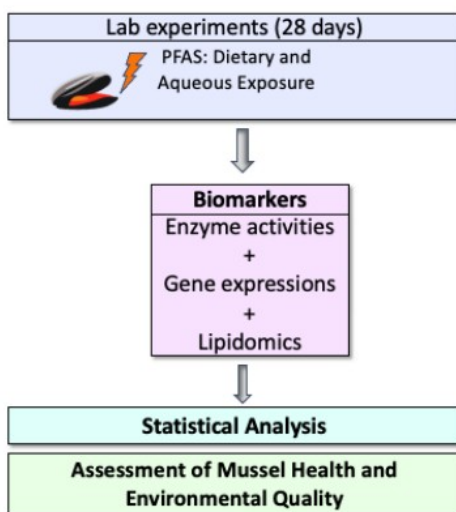 Lab experiments (28 days)
PFAS: Dietary and
Aqueous Exposure
Biomarkers
Enzyme activities
+
Gene expressions
+
Lipidomics
Statistical Analysis
Assessment of Mussel Health and
Environmental Quality